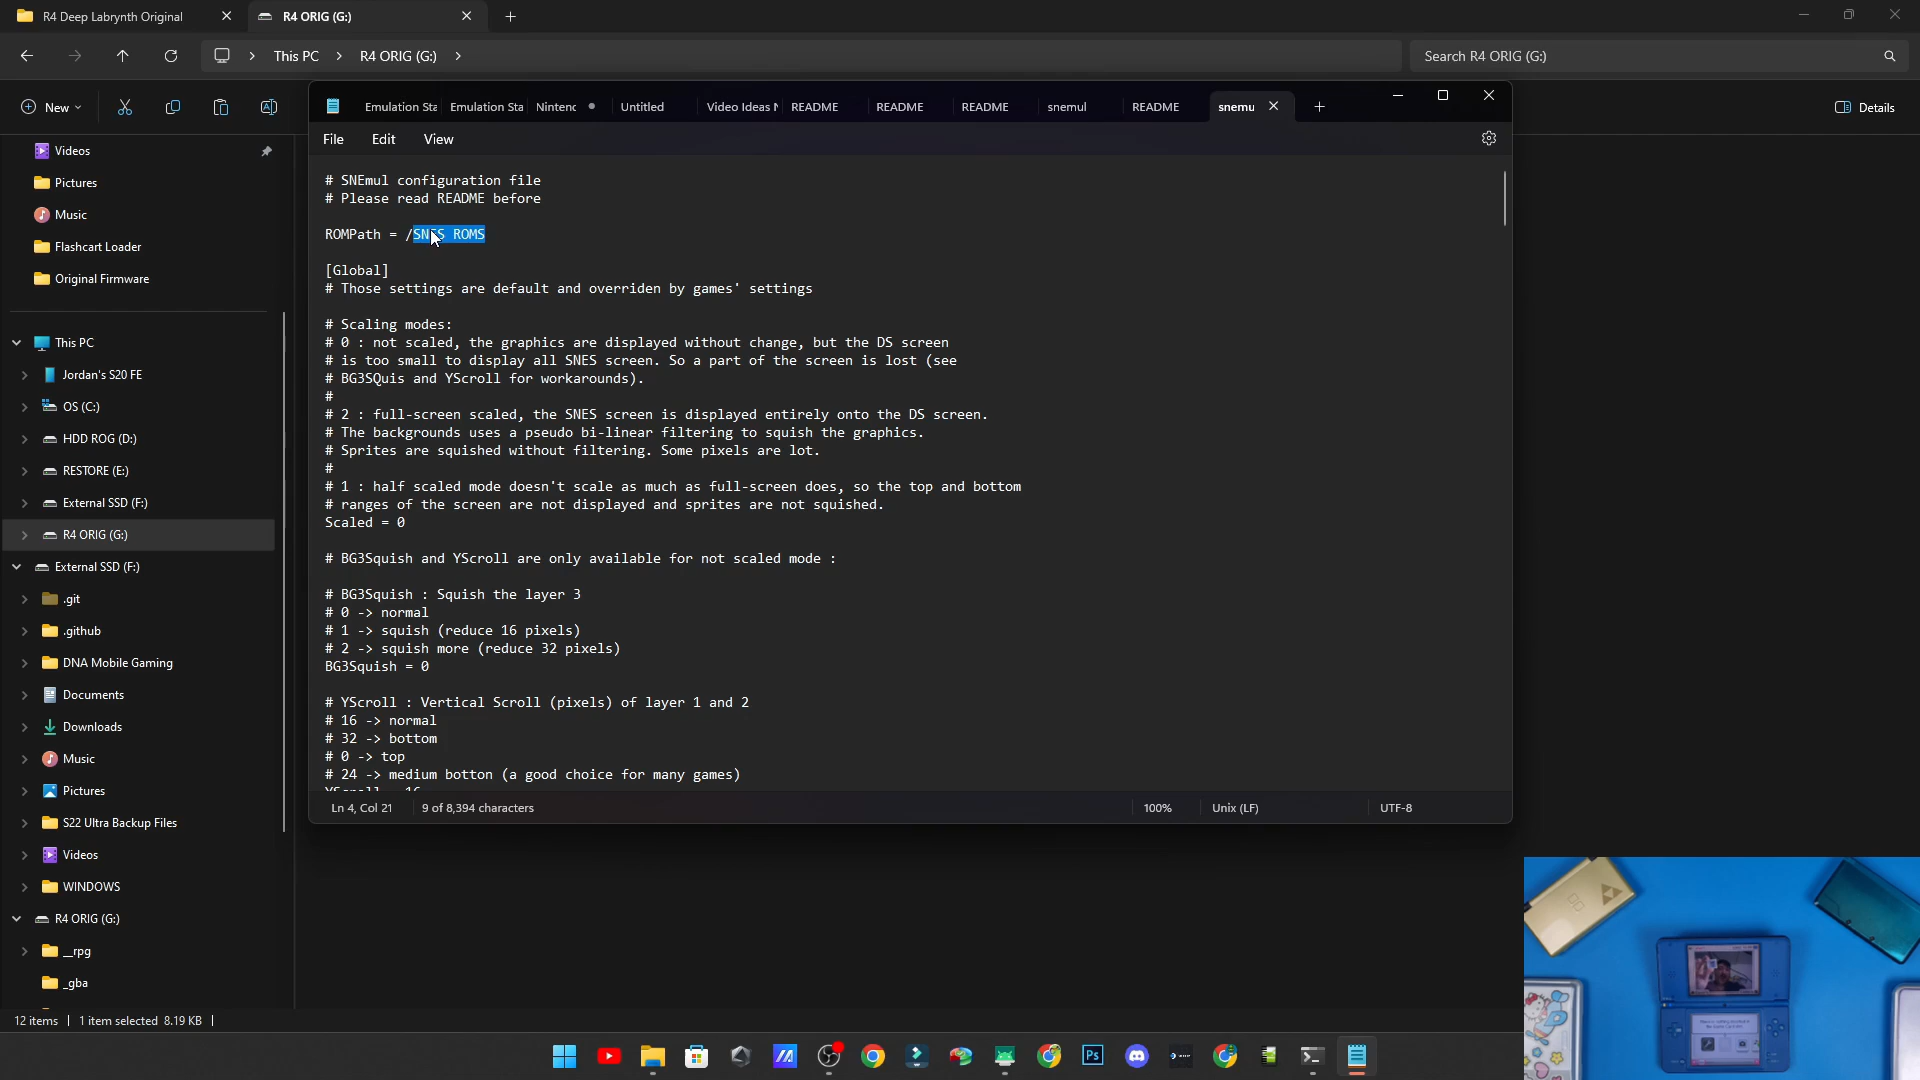 R4 Deep Labrynth Original
R4 ORIG (G:)
This PC
R4 ORIG (G:)
Search R4 ORIG (G:)
New
Details
Emulation Sta
Emulation Sta
Nintenc
Untitled
Video Ideas
README
README
README
snemul
README
snemu
File
Edit
View
# SNEmul configuration file
# Please read README before
ROMPath = /SNES ROMS
[Global]
# Those settings are default and overriden by games' settings
# Scaling modes:
# 0 : not scaled, the graphics are displayed without change, but the DS screen
# is too small to display all SNES screen. So a part of the screen is lost (see
# BG3SQuis and YScroll for workarounds).
#
# 2 : full-screen scaled, the SNES screen is displayed entirely onto the DS screen.
# The backgrounds uses a pseudo bi-linear filtering to squish the graphics.
# Sprites are squished without filtering. Some pixels are lot.
#
# 1 : half scaled mode doesn't scale as much as full-screen does, so the top and bottom
# ranges of the screen are not displayed and sprites are not squished.
Scaled = 0
# BG3Squish and YScroll are only available for not scaled mode :
# BG3Squish : Squish the layer 3
# 0 -> normal
# 1 -> squish (reduce 16 pixels)
# 2 -> squish more (reduce 32 pixels)
BG3Squish = 0
# YScroll : Vertical Scroll (pixels) of layer 1 and 2
# 16 -> normal
# 32 -> bottom
# 0 -> top
# 24 -> medium botton (a good choice for many games)
YScroll = 16
Ln 4, Col 21
9 of 8,394 characters
100%
Unix (LF)
UTF-8
Videos
Pictures
Music
Flashcart Loader
Original Firmware
This PC
Jordan's S20 FE
OS (C:)
HDD ROG (D:)
RESTORE (E:)
External SSD (F:)
R4 ORIG (G:)
External SSD (F:)
.git
.github
DNA Mobile Gaming
Documents
Downloads
Music
Pictures
S22 Ultra Backup Files
Videos
WINDOWS
R4 ORIG (G:)
__rpg
_gba
12 items
1 item selected 8.19 KB
Ps